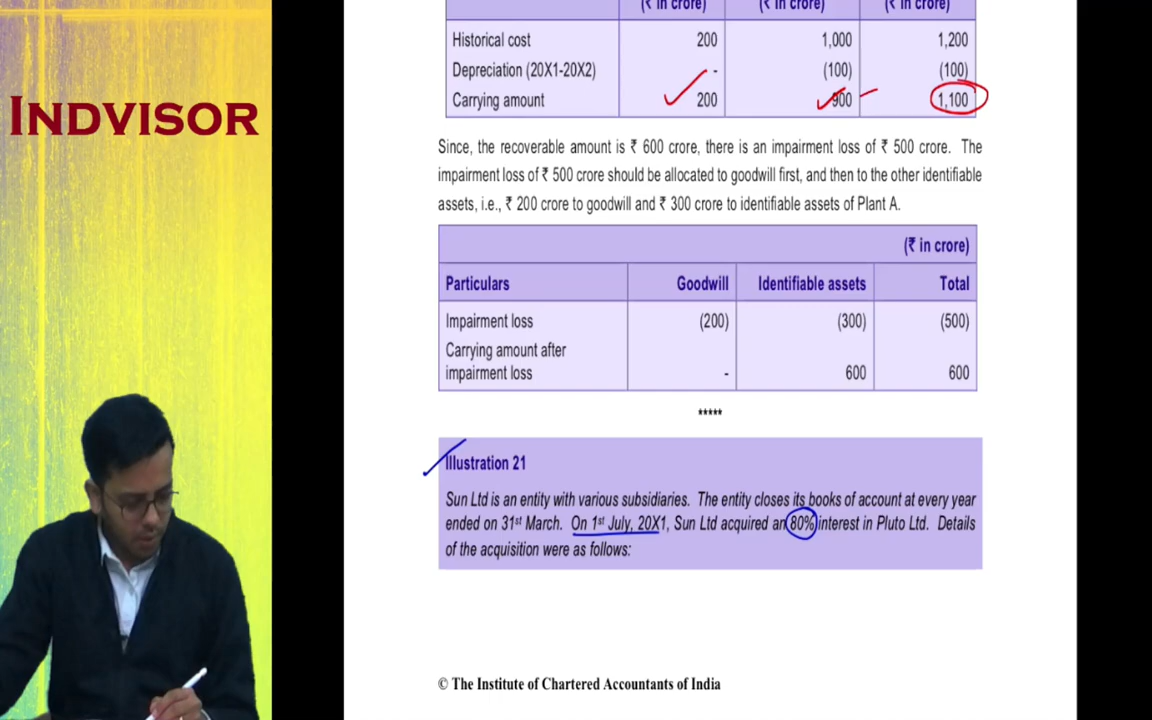 (₹ in crore) (₹ in crore) (₹ in crore)
Historical cost 200 1,000 1,200
Depreciation (20X1-20X2) - (100) (100)
Carrying amount 200 900 1,100
INDVISOR
Since, the recoverable amount is ₹ 600 crore, there is an impairment loss of ₹ 500 crore. The
impairment loss of ₹ 500 crore should be allocated to goodwill first, and then to the other identifiable
assets, i.e., ₹ 200 crore to goodwill and ₹ 300 crore to identifiable assets of Plant A.
(₹ in crore)
Particulars Goodwill Identifiable assets Total
Impairment loss (200) (300) (500)
Carrying amount after
impairment loss - 600 600
*****
Illustration 21
Sun Ltd is an entity with various subsidiaries. The entity closes its books of account at every year
ended on 31st March. On 1st July, 20X1, Sun Ltd acquired an 80% interest in Pluto Ltd. Details
of the acquisition were as follows:
© The Institute of Chartered Accountants of India